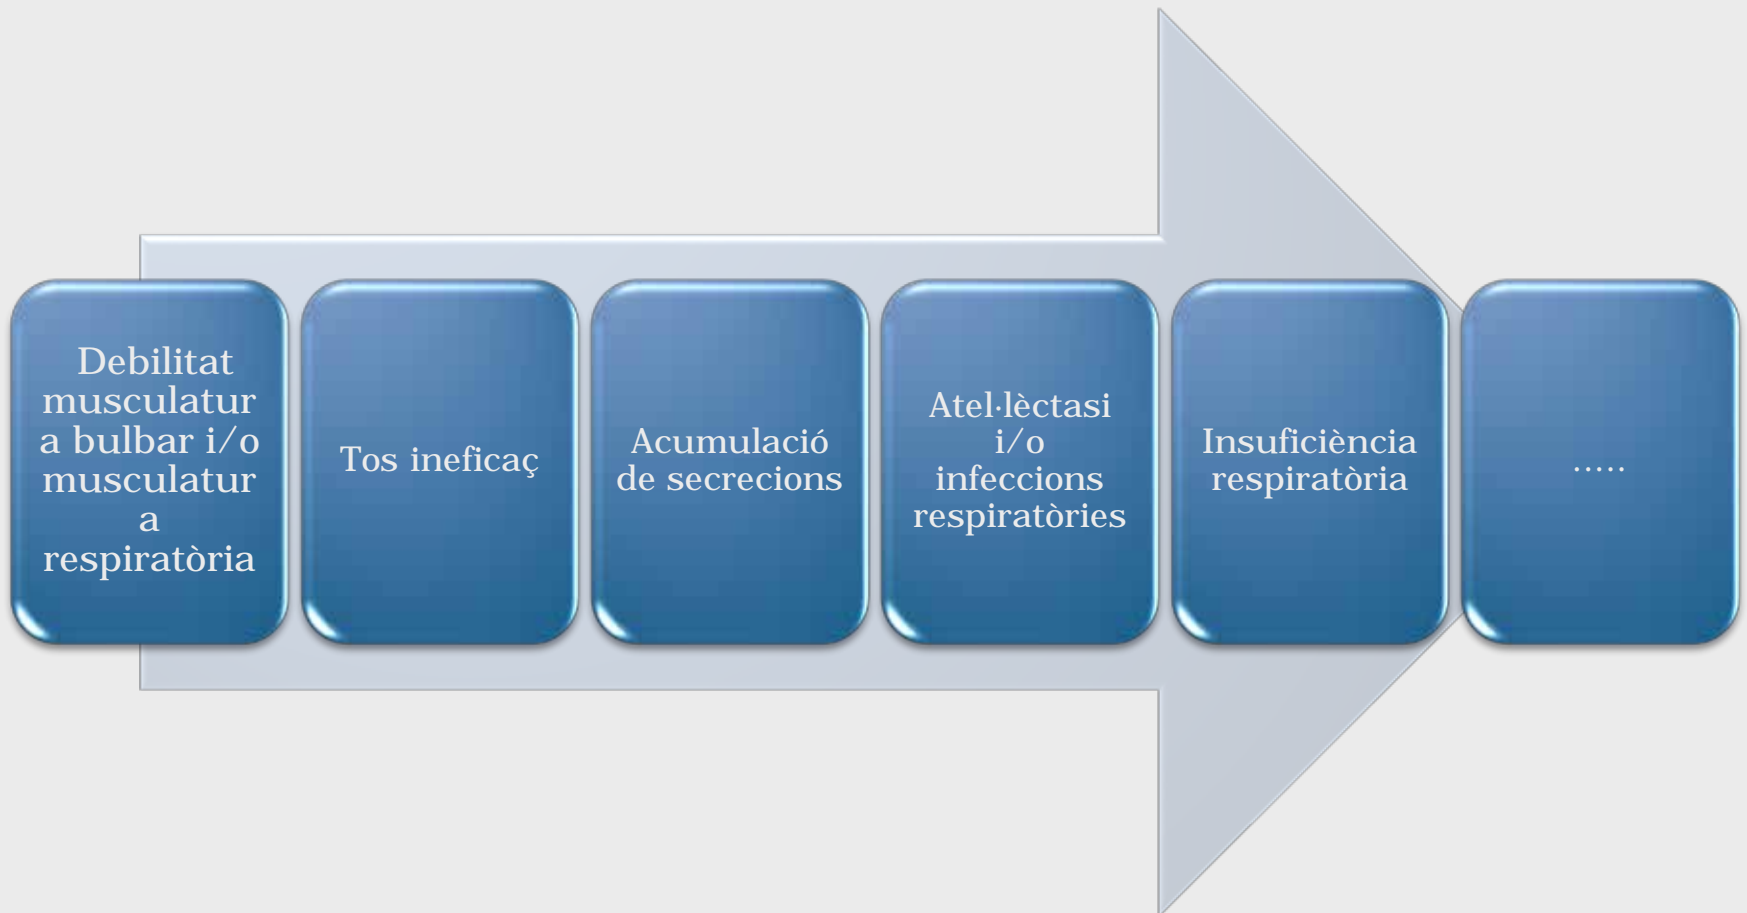 Debilitat
musculatur
a bulbar i/o
musculatur
a
respiratòria
Tos ineficaç
Acumulació
de secrecions
Atel·lèctasi
i/o
infeccions
respiratòries
Insuficiència
respiratòria
.....